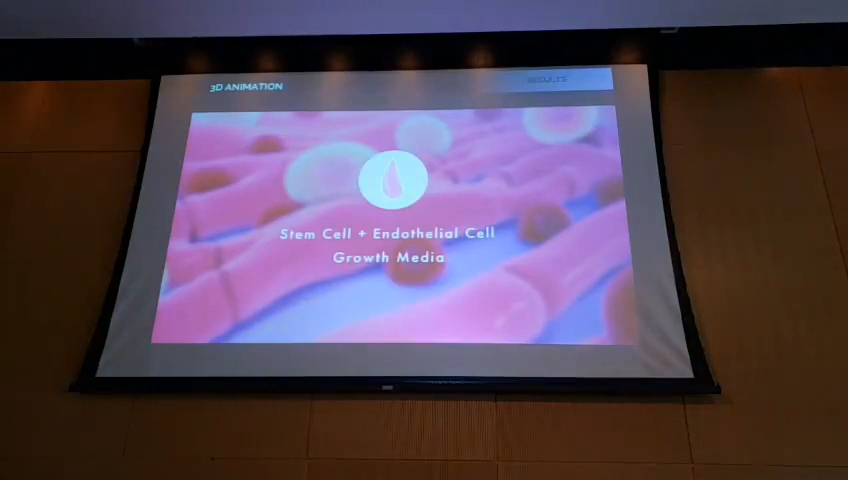 3D ANIMATION
RESULTS
Stem Cell + Endothelial Cell
Growth Media